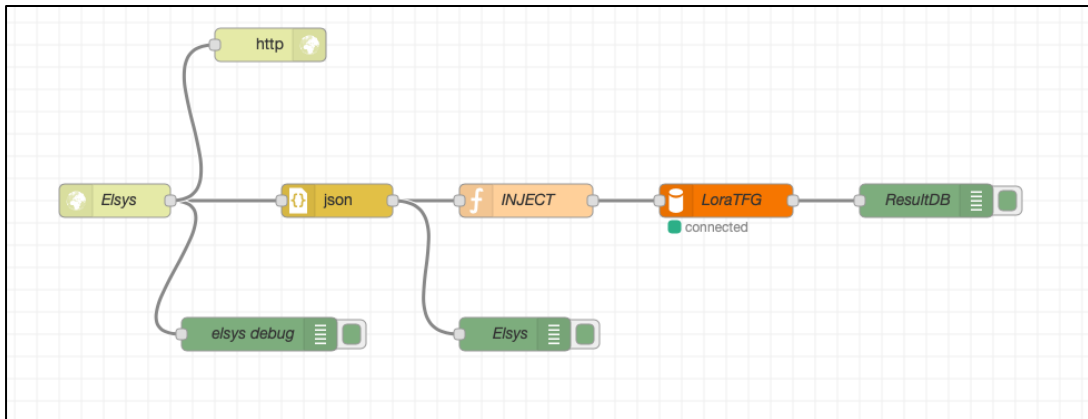 http
Elsys
json
INJECT
LoraTFG
ResultDB
connected
elsys debug
Elsys